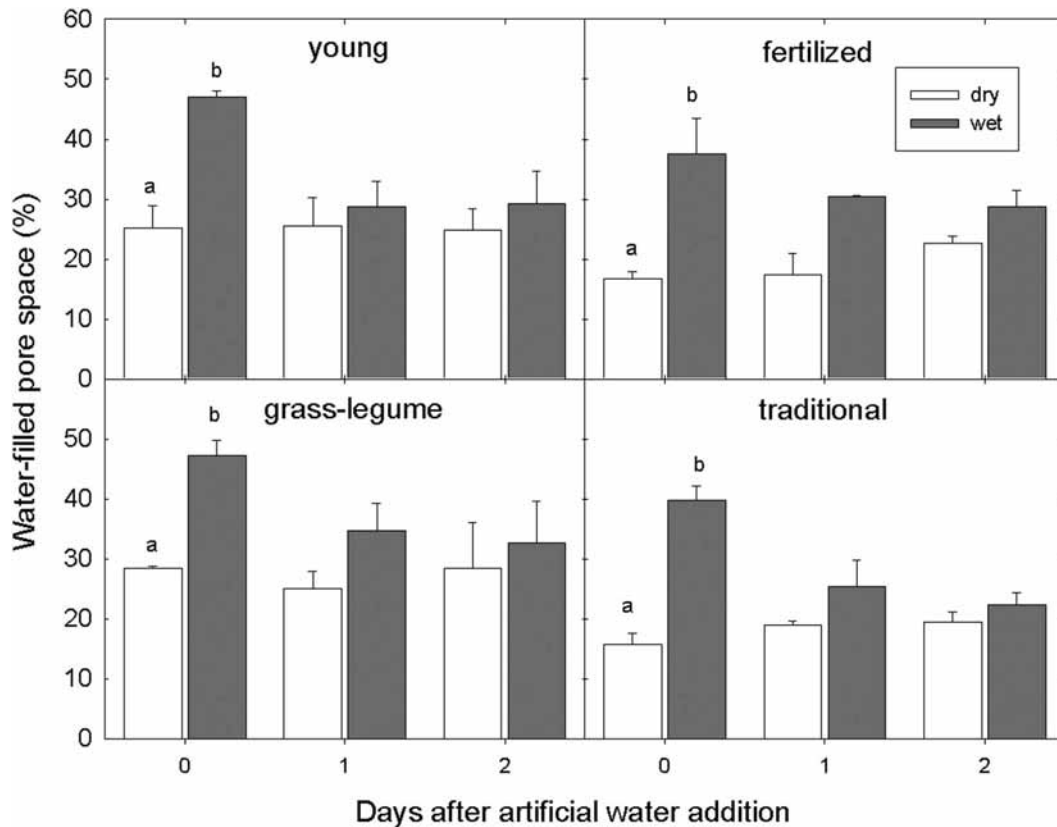 Water-filled pore space (%)
60
50
40
30
20
10
0
50
40
30
20
10
0
young
a
b
fertilized
a
b
dry
wet
grass-legume
a
b
traditional
a
b
0 1 2 0 1 2
Days after artificial water addition